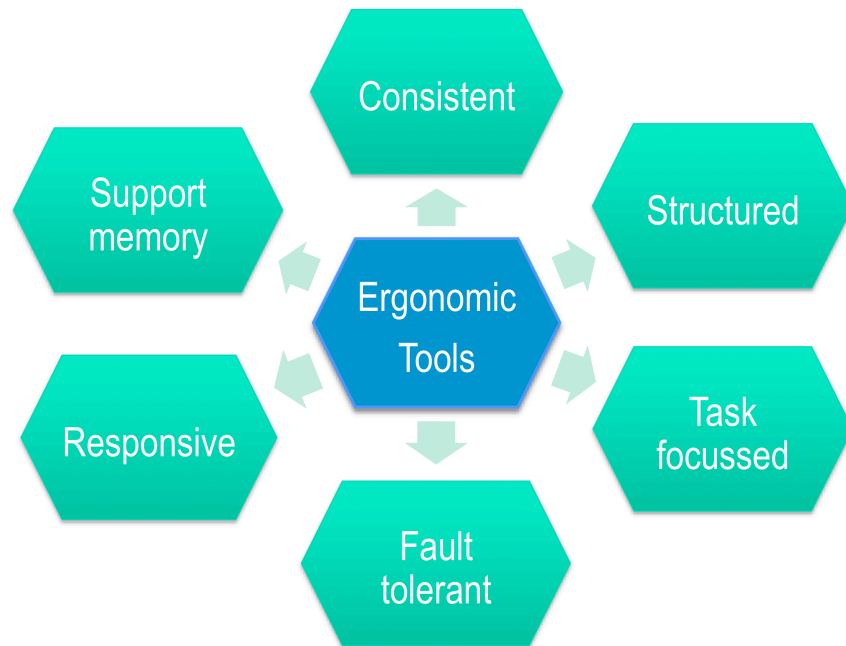 Consistent
Support
memory
Structured
Ergonomic
Tools
Responsive
Task
focussed
Fault
tolerant